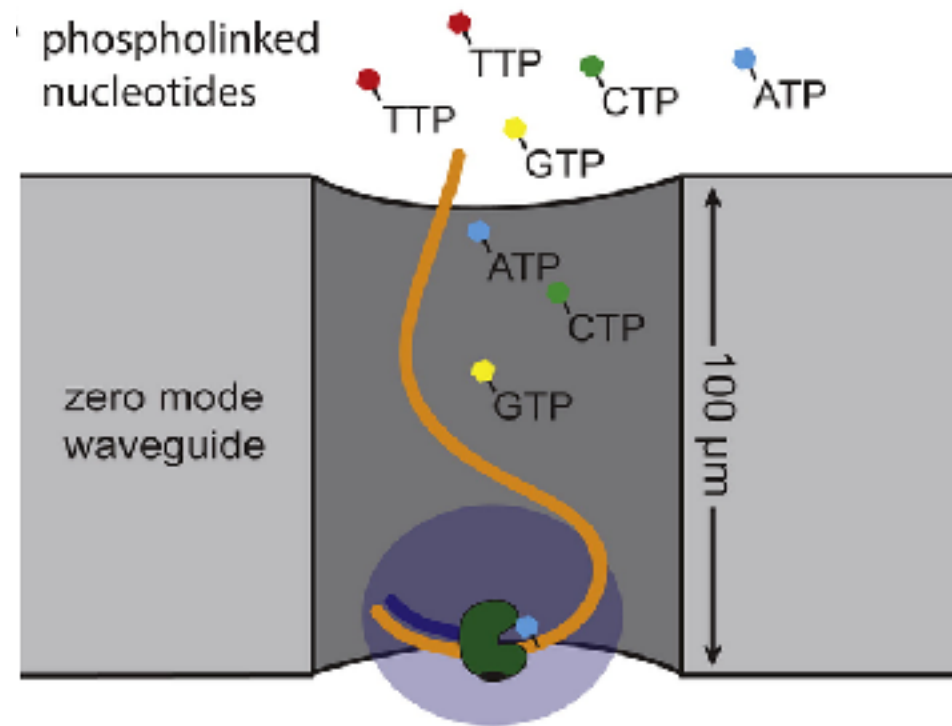 phospholinked
nucleotides
TTP
TTP
CTP
ATP
GTP
ATP
CTP
GTP
zero mode
waveguide
100 µm